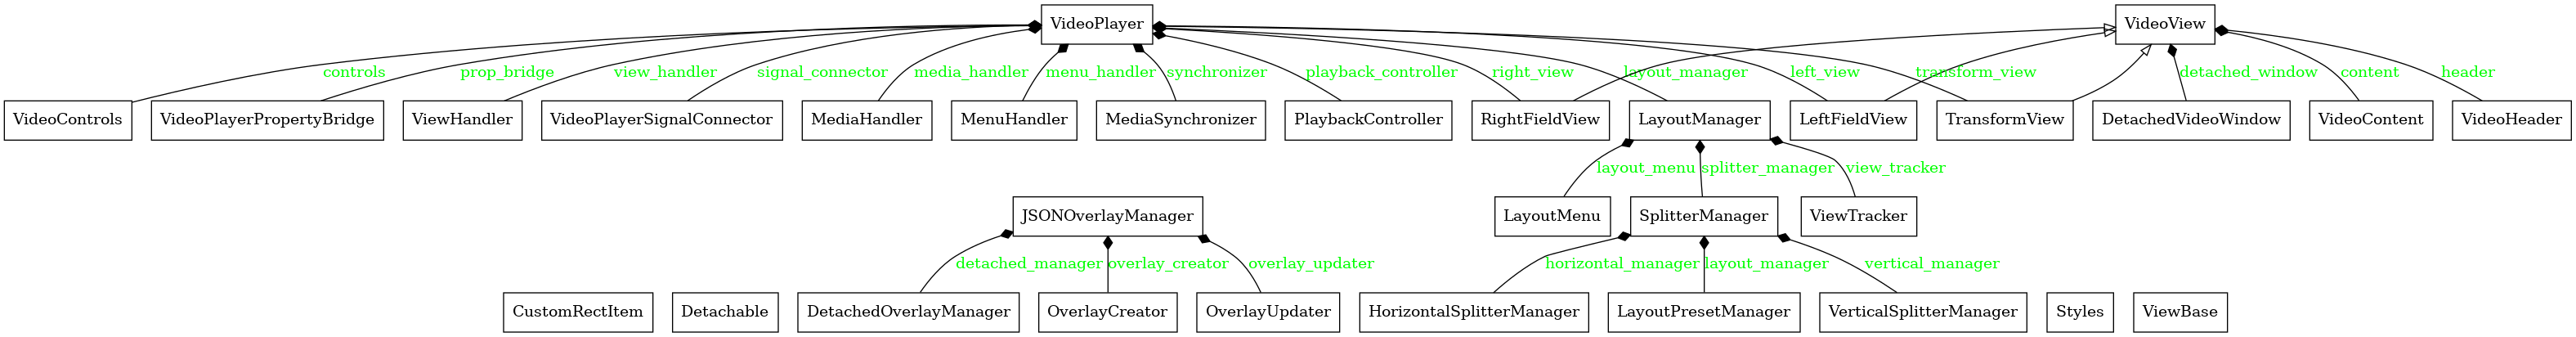 VideoPlayer
VideoView
controls
prop_bridge
view_handler
signal_connector
media_handler
menu_handler
synchronizer
playback_controller
right_view
layout_manager
left_view
transform_view
detached_window
content
header
VideoControls
VideoPlayerPropertyBridge
ViewHandler
VideoPlayerSignalConnector
MediaHandler
MenuHandler
MediaSynchronizer
PlaybackController
RightFieldView
LayoutManager
LeftFieldView
TransformView
DetachedVideoWindow
VideoContent
VideoHeader
layout_menu
splitter_manager
view_tracker
JSONOverlayManager
LayoutMenu
SplitterManager
ViewTracker
detached_manager
overlay_creator
overlay_updater
horizontal_manager
layout_manager
vertical_manager
CustomRectItem
Detachable
DetachedOverlayManager
OverlayCreator
OverlayUpdater
HorizontalSplitterManager
LayoutPresetManager
VerticalSplitterManager
Styles
ViewBase